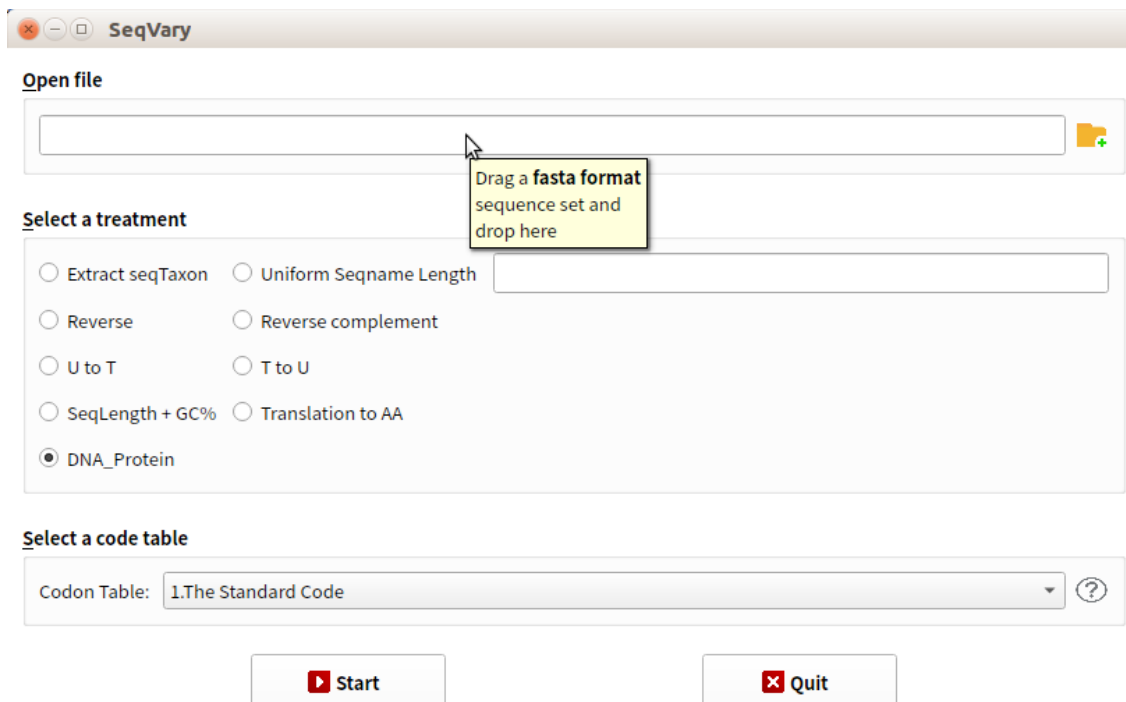 SeqVary
Open file
Drag a fasta format
sequence set and
drop here
Select a treatment
Extract seqTaxon
Uniform Seqname Length
Reverse
Reverse complement
U to T
T to U
SeqLength + GC%
Translation to AA
DNA_Protein
Select a code table
Codon Table:
1.The Standard Code
?
Start
Quit